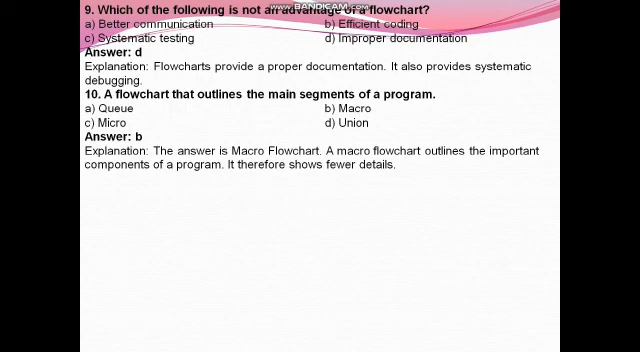 www.BANDICAM.com
9. Which of the following is not an advantage of a flowchart?
a) Better communication b) Efficient coding
c) Systematic testing d) Improper documentation
Answer: d
Explanation: Flowcharts provide a proper documentation. It also provides systematic
debugging.
10. A flowchart that outlines the main segments of a program.
a) Queue b) Macro
c) Micro d) Union
Answer: b
Explanation: The answer is Macro Flowchart. A macro flowchart outlines the important
components of a program. It therefore shows fewer details.